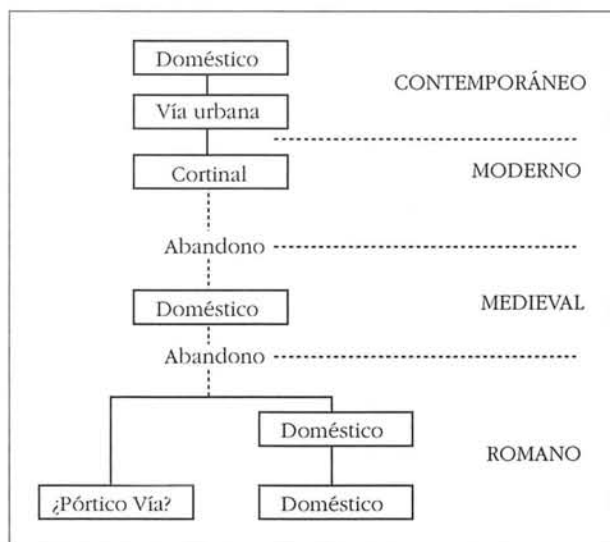 Doméstico
CONTEMPORÁNEO
Vía urbana
Cortinal
MODERNO
Abandono
Doméstico
MEDIEVAL
Abandono
Doméstico
ROMANO
¿Pórtico Vía?
Doméstico